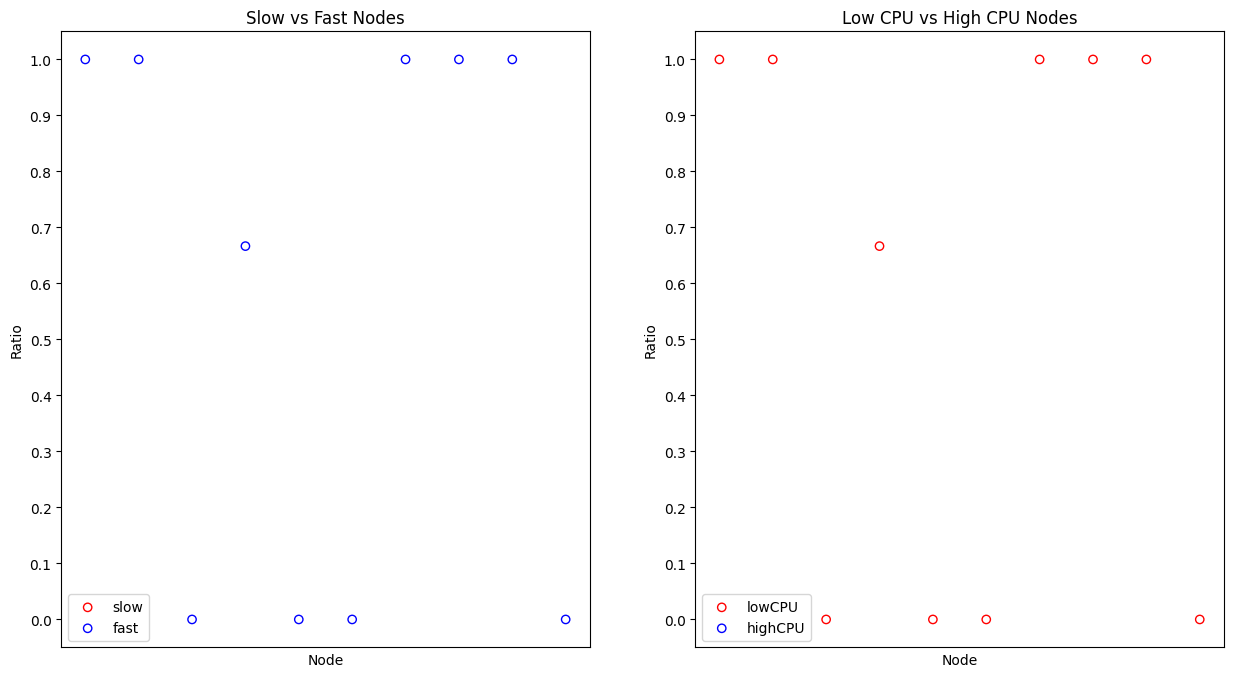 Slow vs Fast Nodes
1.0
0.9
0.8
0.7
0.6
0.5
0.4
0.3
0.2
0.1
0.0
Ratio
slow
fast
Node
Low CPU vs High CPU Nodes
1.0
0.9
0.8
0.7
0.6
0.5
0.4
0.3
0.2
0.1
0.0
Ratio
lowCPU
highCPU
Node